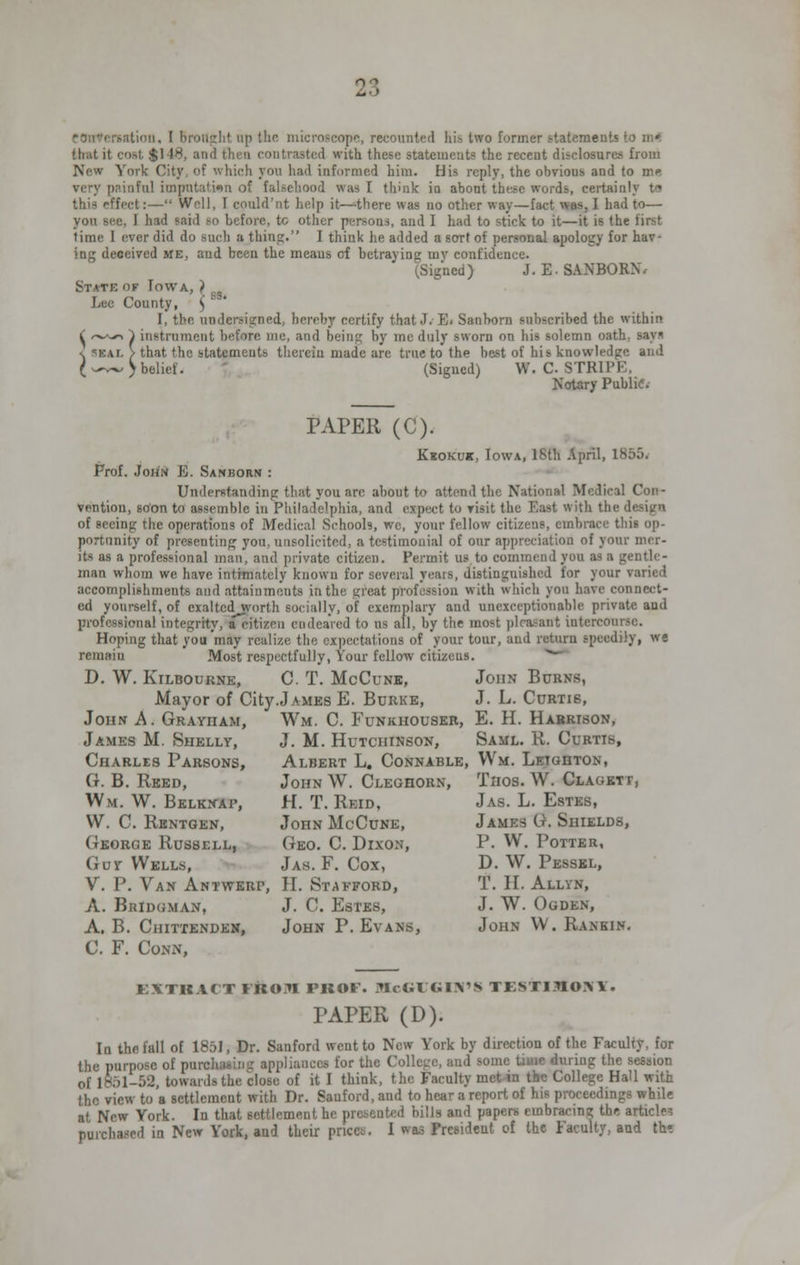 23
conversation, I brought up the microscope, recounted his two former statements to me
that it cost $148, and then contrasted with these statements the recent disclosures from
New York City, of which you had informed him. His reply, the obvious and to me
very painful imputation of falsehood was I think in about these words, certainly to
this effect:—"Well, I could'nt help it—there was no other way—fact was, I had to—
you see, I had said so before, to other persons, and I had to stick to it—it is the first
time I ever did do such a thing." I think he added a sort of personal apology for hav-
ing deceived ME, and been the means of betraying my confidence.
(Signed) J. E. SANBORN.
STATE OF IOWA, } ss.
Lee County, }
I, the undersigned, hereby certify that J. E. Sanborn subscribed the within
instrument before me, and being by me duly sworn on his solemn oath, says
SEAL that the statements therein made are true to the best of his knowledge and
belief. (Signed) W. C. STRIPE,
Notary Public.
PAPER (C).
KEOKUK, IOWA, 18th April, 1855.
Prof. JOHN E. SANBORN :
Understanding that you are about to attend the National Medical Con-
vention, soon to assemble in Philadelphia, and expect to visit the East with the design
of seeing the operations of Medical Schools, we, your fellow citizens, embrace this op-
portunity of presenting you, unsolicited, a testimonial of our appreciation of your mer-
its as a professional man, and private citizen. Permit us to commend you as a gentle-
man whom we have intimately known for several years, distinguished for your varied
accomplishments and attainments in the great profession with which you have connect-
ed yourself, of exalted worth socially, of exemplary and unexceptionable private and
professional integrity, a citizen endeared to us all, by the most pleasant intercourse.
Hoping that you may realize the expectations of your tour, and return speedily, we
remain Most respectfully, Your fellow citizens.
D. W. KILBOURNE, C. T. MCCUNE, JOHN BURNS,
Mayor of City. JAMES E. BURKE, J. L. CURTIS,
JOHN A. GRAYHAM, WM. C. FUNKHOUSER, E. H. HARRISON,
JAMES M. SHELLY, J. M. HUTCHINSON, SAML. R. CURTIS,
CHARLES PARSONS, ALBERT L. CONNABLE, WM. LEIGHTON,
G. B. REED, JOHN W. CLEGHORN, THOS. W. CLAGETT,
WM. W. BELKNAP, H. T. REID, JAS. L. ESTES,
W. C. RENTGEN, JOHN MCCUNE, JAMES G. SHIELDS,
GEORGE RUSSELL, GEO. C. DIXON, P. W. POTTER,
GUY WELLS, JAS. F. COX, D. W. PESSEL,
V. P. VAN ANTWERP, H. STAFFORD, T. H. ALLYN,
A. BRIDGMAN, J. C. ESTES, J. W. OGDEN,
A. B. CHITTENDEN, JOHN P. EVANS, JOHN W. RANKIN.
C. F. CONN,
EXTRACT FROM PROF. McGUGIN'S TESTIMONY.
PAPER (D).
In the fall of 1851, Dr. Sanford went to New York by direction of the Faculty, for
the purpose of purchasing appliances for the College, and some time during the session
of 1851-52, towards the close of it I think, the Faculty met in the College Hall with
the view to a settlement with Dr. Sanford, and to hear a report of his proceedings while
at New York. In that settlement he presented bills and papers embracing the articles
purchased in New York, and their prices. I was President of the Faculty, and the